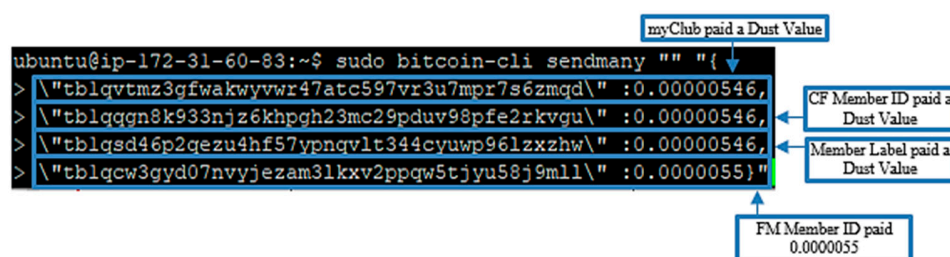 myClub paid a Dust Value
ubuntu@ip-172-31-60-83:~$ sudo bitcoin-cli sendmany "" "{
> \"tb1qvtmz3gfwakwyvwr47atc597vr3u7mpr7s6zmqd\" :0.00000546,
> \"tb1qqgn8k933njz6khpgh23mc29pduv98pfe2rkvgu\" :0.00000546,
> \"tb1qsd46p2qezu4hf57ypnqvlt344cyuwp96lzxzhw\" :0.00000546,
> \"tb1qcw3gyd07nvyjezam3lkxv2ppqw5tjyu58j9mll\" :0.0000055}"
CF Member ID paid a
Dust Value
Member Label paid a
Dust Value
FM Member ID paid
0.0000055